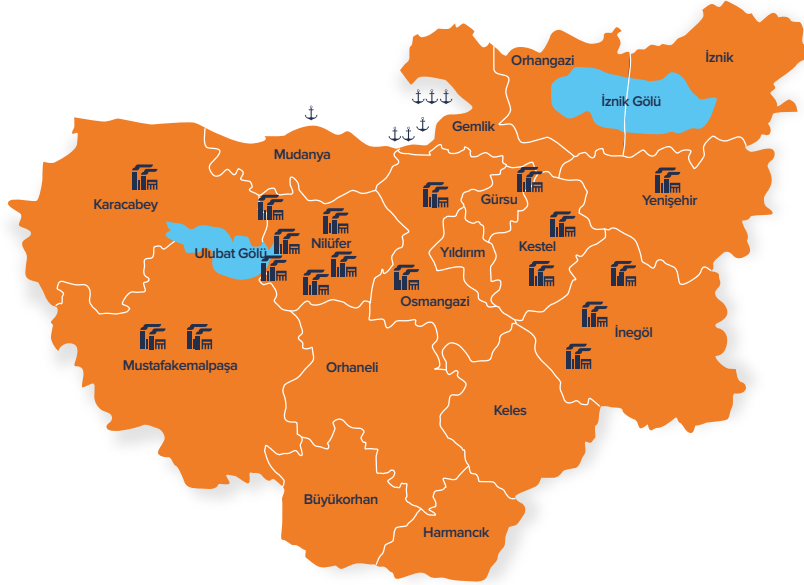 Orhangazi
İznik
İznik Gölü
Gemlik
Mudanya
Karacabey
Gürsu
Yenişehir
Nilüfer
Ulubat Gölü
Yıldırım
Kestel
Osmangazi
İnegöl
Mustafakemalpaşa
Orhaneli
Keles
Büyükorhan
Harmancık